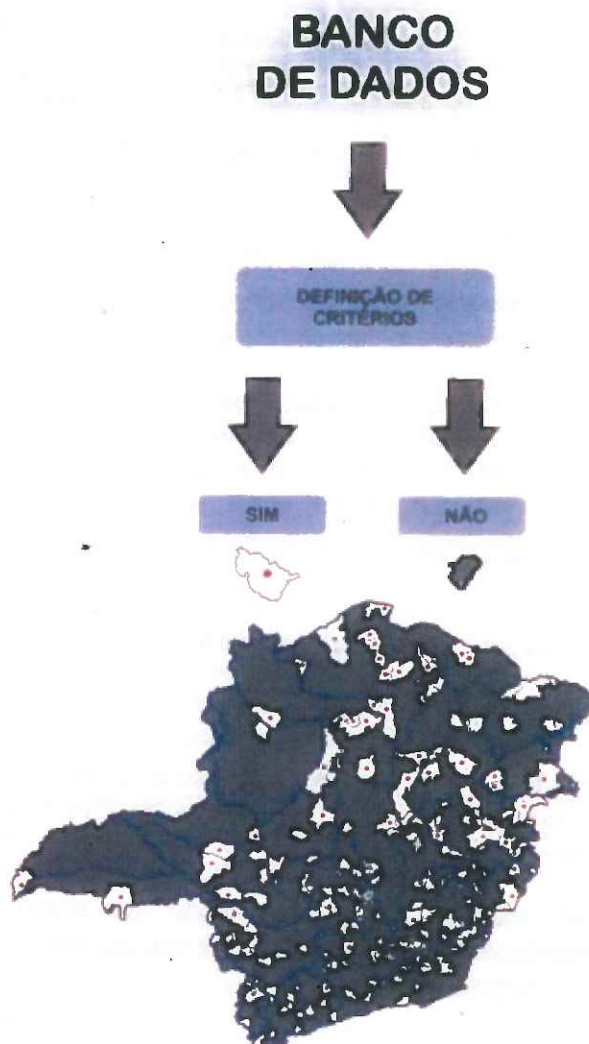 BANCO
DE DADOS
DEFINIÇÃO DE
CRITÉRIOS
SIM
NÃO